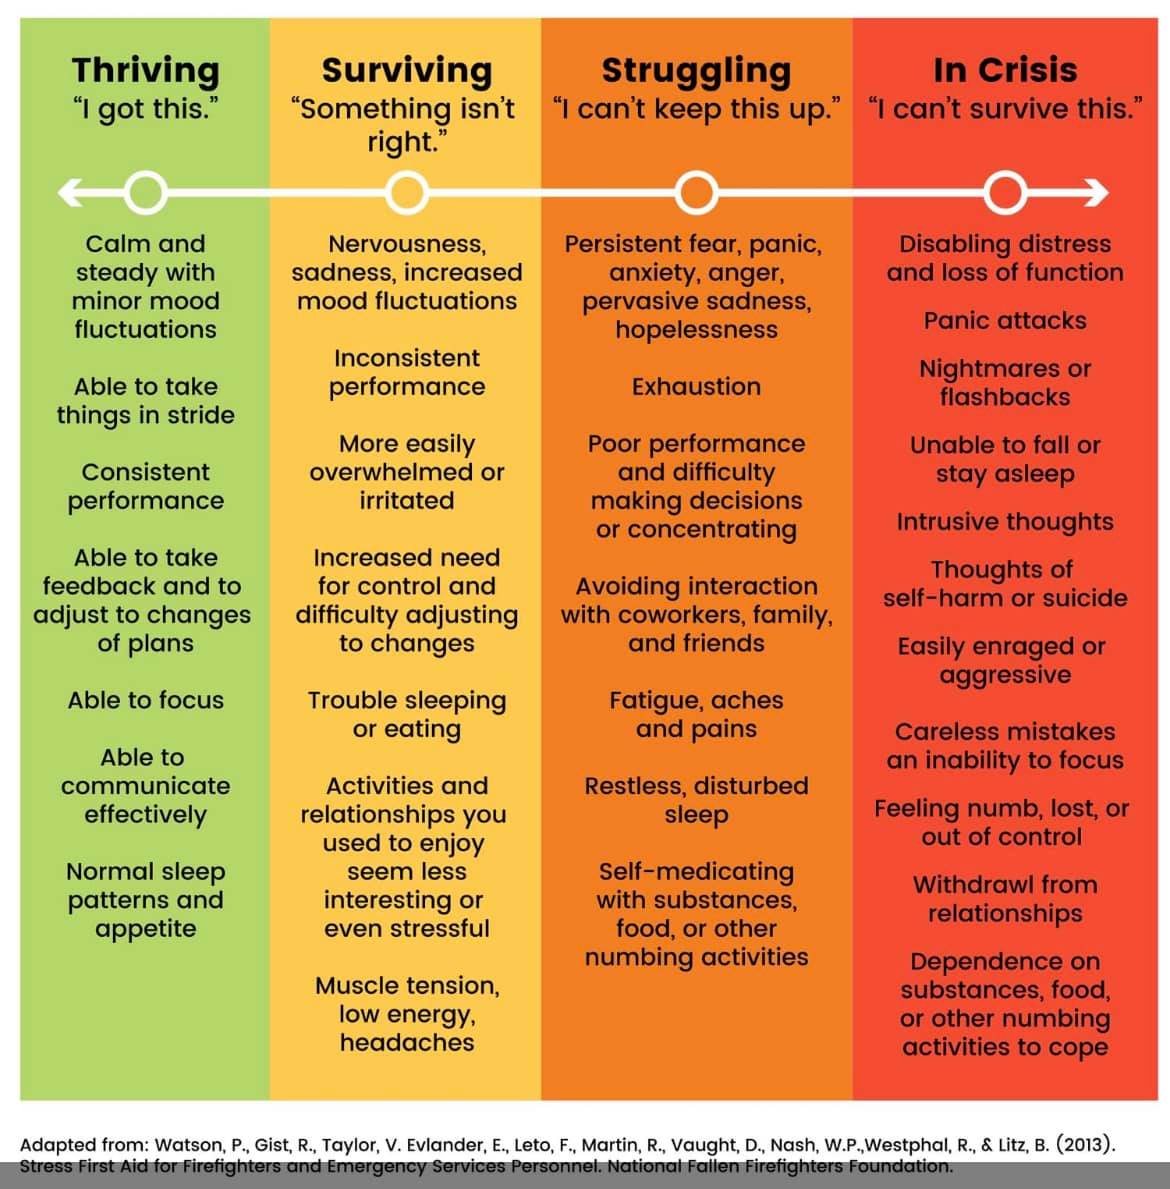 Thriving
“I got this.”
Calm and
steady with
minor mood
fluctuations
Able to take
things in stride
Consistent
performance
Able to take
feedback and to
adjust to changes
of plans
Able to focus
Able to
communicate
effectively
Normal sleep
patterns and
appetite
Surviving
“Something isn’t
right.”
Nervousness,
sadness, increased
mood fluctuations
Inconsistent
performance
More easily
overwhelmed or
irritated
Increased need
for control and
difficulty adjusting
to changes
Trouble sleeping
or eating
Activities and
relationships you
used to enjoy
seem less
interesting or
even stressful
Muscle tension,
low energy,
headaches
Struggling
“I can’t keep this up.”
Persistent fear, panic,
anxiety, anger,
pervasive sadness,
hopelessness
Exhaustion
Poor performance
and difficulty
making decisions
or concentrating
Avoiding interaction
with coworkers, family,
and friends
Fatigue, aches
and pains
Restless, disturbed
sleep
Self-medicating
with substances,
food, or other
numbing activities
In Crisis
“I can’t survive this.”
Disabling distress
and loss of function
Panic attacks
Nightmares or
flashbacks
Unable to fall or
stay asleep
Intrusive thoughts
Thoughts of
self-harm or suicide
Easily enraged or
aggressive
Careless mistakes
an inability to focus
Feeling numb, lost, or
out of control
Withdrawl from
relationships
Dependence on
substances, food,
or other numbing
activities to cope
Adapted from: Watson, P., Gist, R., Taylor, V. Evlander, E., Leto, F., Martin, R., Vaught, D., Nash, W.P.,Westphal, R., & Litz, B. (2013).
Stress First Aid for Firefighters and Emergency Services Personnel. National Fallen Firefighters Foundation.